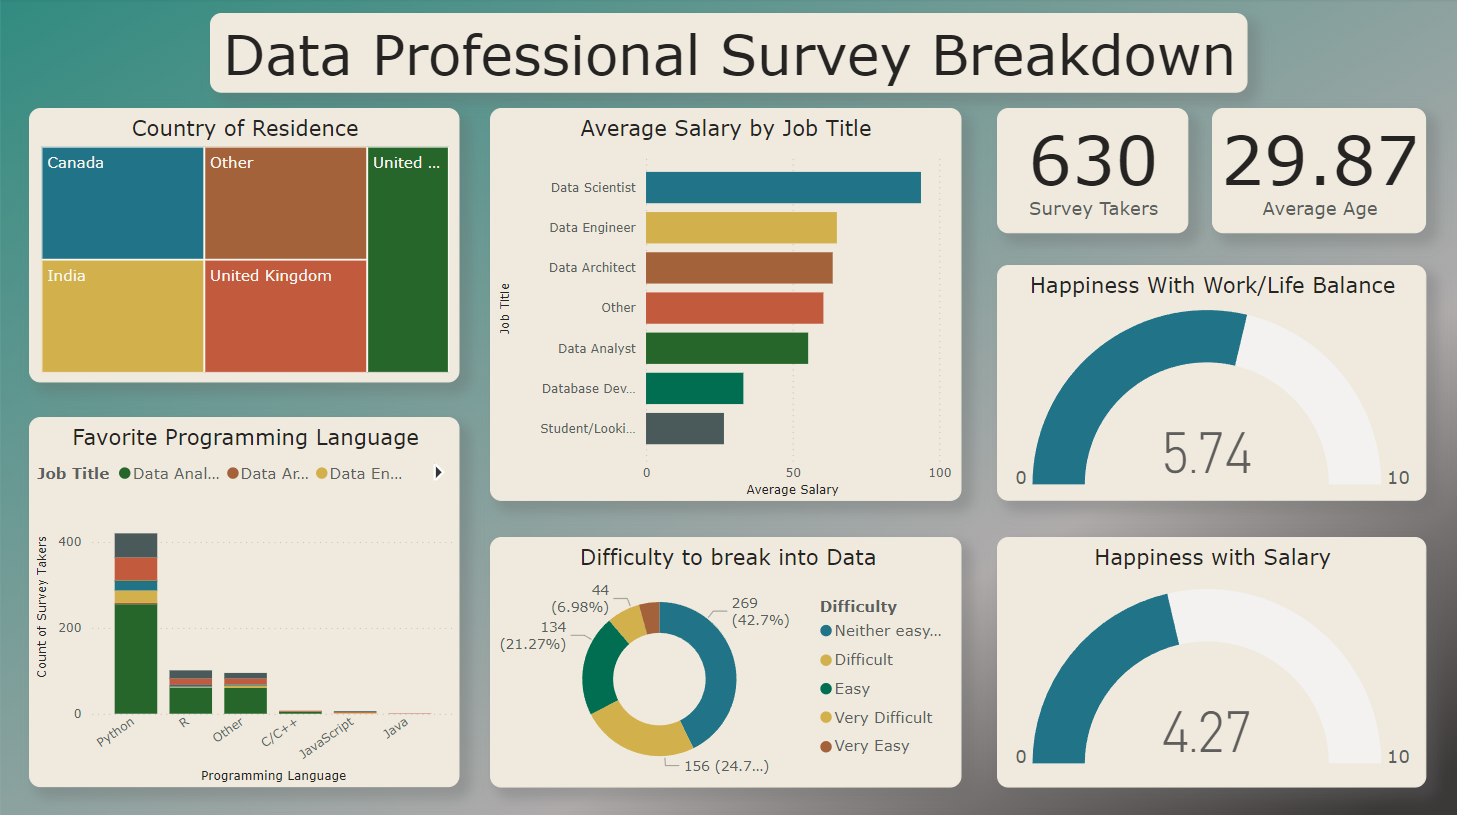 Data Professional Survey Breakdown
Country of Residence
Canada
Other
United ...
India
United Kingdom
Average Salary by Job Title
Job Title
Data Scientist
Data Engineer
Data Architect
Other
Data Analyst
Database Dev...
Student/Looki...
0
50
100
Average Salary
630
Survey Takers
29.87
Average Age
Happiness With Work/Life Balance
5.74
0
10
Favorite Programming Language
Job Title
Data Anal...
Data Ar...
Data En...
Count of Survey Takers
400
200
0
Python
R
Other
C/C++
JavaScript
Java
Programming Language
Difficulty to break into Data
44
(6.98%)
134
(21.27%)
269
(42.7%)
156 (24.7...)
Difficulty
Neither easy...
Difficult
Easy
Very Difficult
Very Easy
Happiness with Salary
4.27
0
10